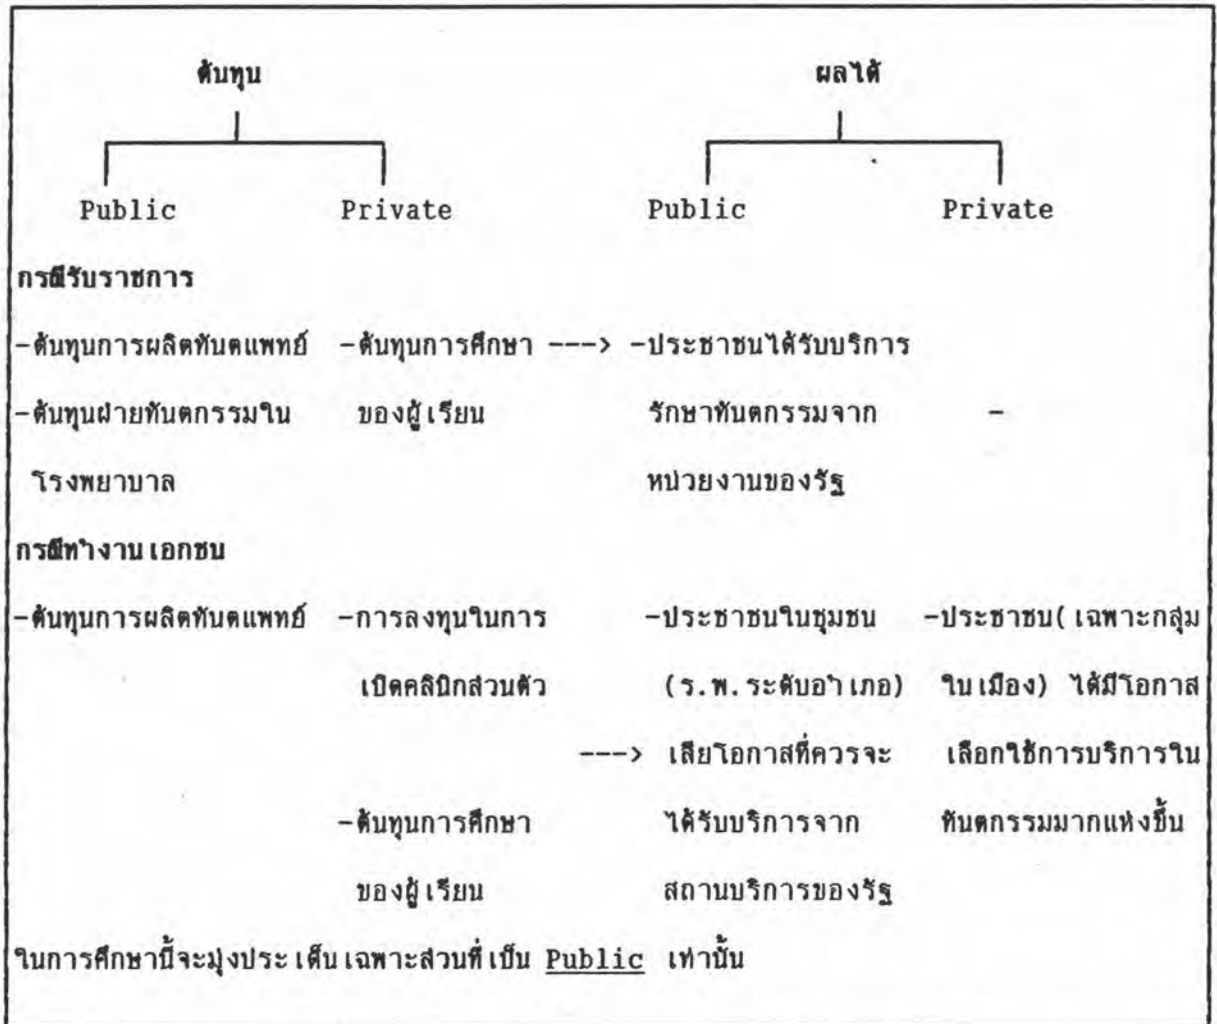 ต้นทุน ผลได้
Public Private Public Private
กรณีรับราชการ
-ต้นทุนการผลิตทันตแพทย์ -ต้นทุนการศึกษา ---> -ประชาชนได้รับบริการ
-ต้นทุนฝ่ายทันตกรรมใน ของผู้เรียน รักษาทันตกรรมจาก -
โรงพยาบาล หน่วยงานของรัฐ
กรณีทำงานเอกชน
-ต้นทุนการผลิตทันตแพทย์ -การลงทุนในการ -ประชาชนในชุมชน -ประชาชน(เฉพาะกลุ่ม
เปิดคลินิกส่วนตัว (ร.พ.ระดับอำเภอ) ในเมือง) ได้มีโอกาส
---> เสียโอกาสที่ควรจะ เลือกใช้การบริการใน
-ต้นทุนการศึกษา ได้รับบริการจาก ทันตกรรมมากแห่งขึ้น
ของผู้เรียน สถานบริการของรัฐ
ในการศึกษานี้จะมุ่งประเด็นเฉพาะส่วนที่เป็น Public เท่านั้น